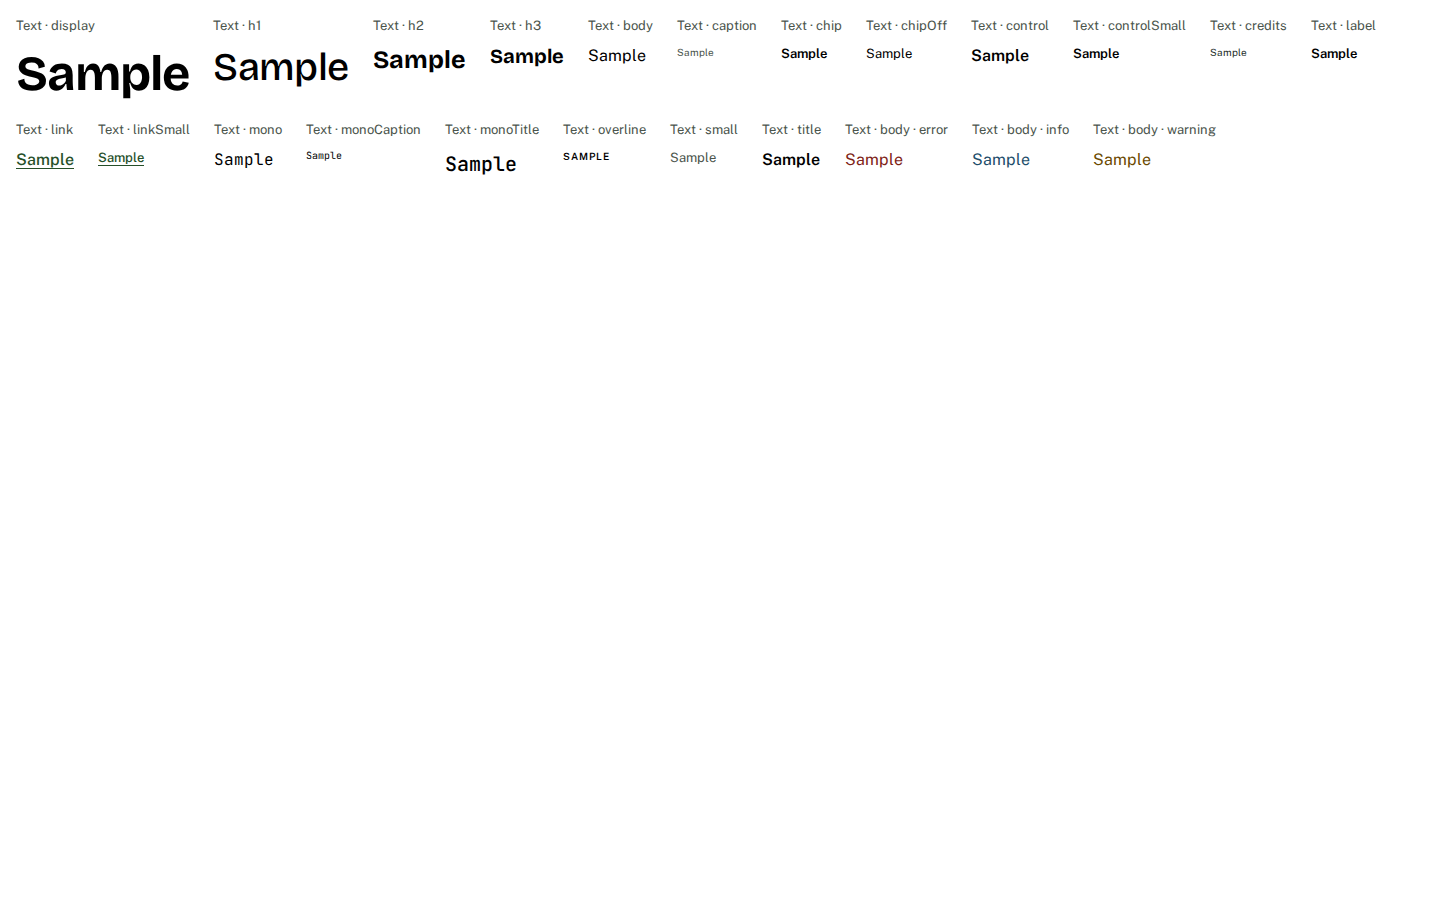 Text · display Text · h1 Text · h2 Text · h3 Text · body Text · caption Text · chip Text · chipOff Text · control Text · controlSmall Text · credits Text · label
Sample Sample Sample Sample Sample Sample Sample Sample Sample Sample Sample Sample
Text · link Text · linkSmall Text · mono Text · monoCaption Text · monoTitle Text · overline Text · small Text · title Text · body · error Text · body · info Text · body · warning
Sample Sample Sample Sample Sample SAMPLE Sample Sample Sample Sample Sample